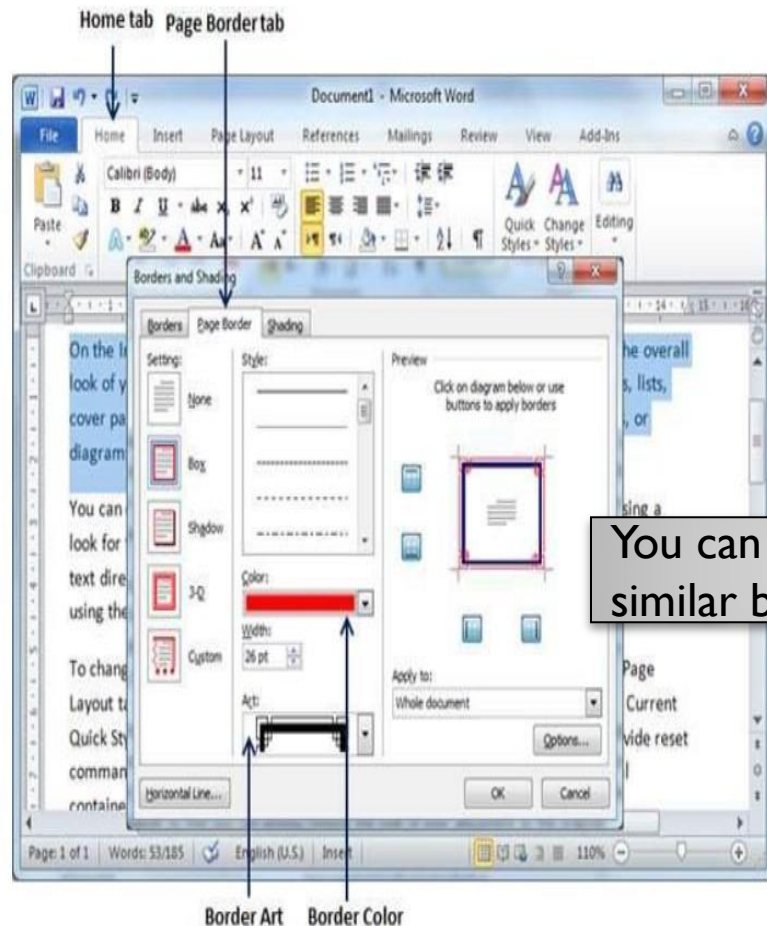 Home tab Page Border tab
Document1 - Microsoft Word
File Home Insert Page Layout References Mailings Review View Add-Ins
Calibri (Body) 11
Paste
B I U abc x x
A Aa A A
Quick Styles
Change Styles
Editing
Clipboard
Borders and Shading
Borders Page Border Shading
Setting:
None
Box
Shadow
3-D
Custom
Style:
Color:
Width:
26 pt
Art:
Preview
Click on diagram below or use
buttons to apply borders
Apply to:
Whole document
Options...
Horizontal Line...
OK Cancel
On the he overall
look of y s, lists,
cover pa , or
diagram
You can sing a
look for
text dire
using the
To chang Page
Layout ta Current
Quick Sty vide reset
comman
containe
You can
similar b
Page: 1 of 1 Words: 53/185 English (U.S.) Insert 110%
Border Art Border Color